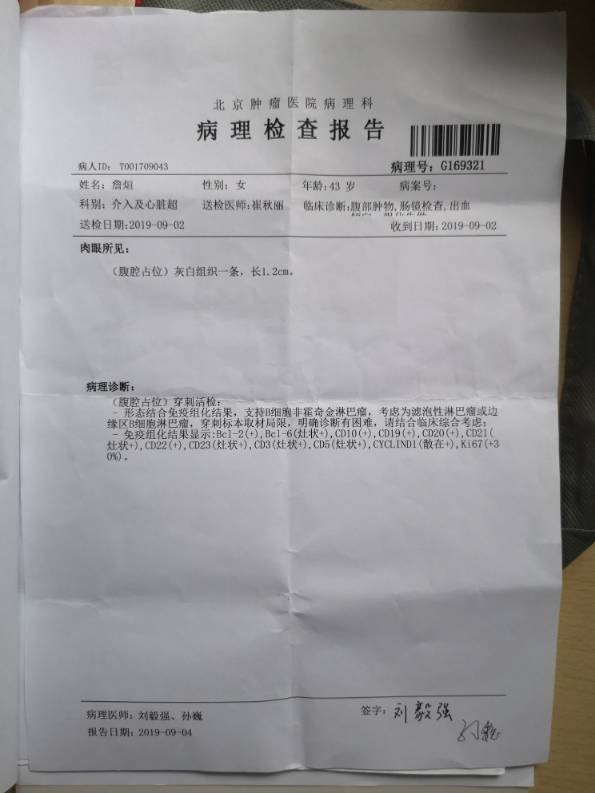 北京肿瘤医院病理科
病理检查报告
病人ID: T001709043
病理号: G169321
姓名: 詹烜 性别: 女 年龄: 43 岁 病案号:
科别: 介入及心脏超 送检医师: 崔秋丽 临床诊断: 腹部肿物, 肠镜检查, 出血
送检日期: 2019-09-02 收到日期: 2019-09-02
肉眼所见:
(腹腔占位) 灰白组织一条, 长1.2cm。
病理诊断:
(腹腔占位) 穿刺活检:
- 形态结合免疫组化结果, 支持B细胞非霍奇金淋巴瘤, 考虑为滤泡性淋巴瘤或边
缘区B细胞淋巴瘤, 穿刺标本取材局限, 明确诊断有困难, 请结合临床综合考虑;
- 免疫组化结果显示:Bcl-2(+),Bcl-6(灶状+),CD10(+),CD19(+),CD20(+),CD21(
灶状+),CD22(+),CD23(灶状+),CD3(灶状+),CD5(灶状+),CYCLIND1(散在+),Ki67(+3
0%)。
病理医师: 刘毅强、孙巍
签字: 刘毅强
报告日期: 2019-09-04